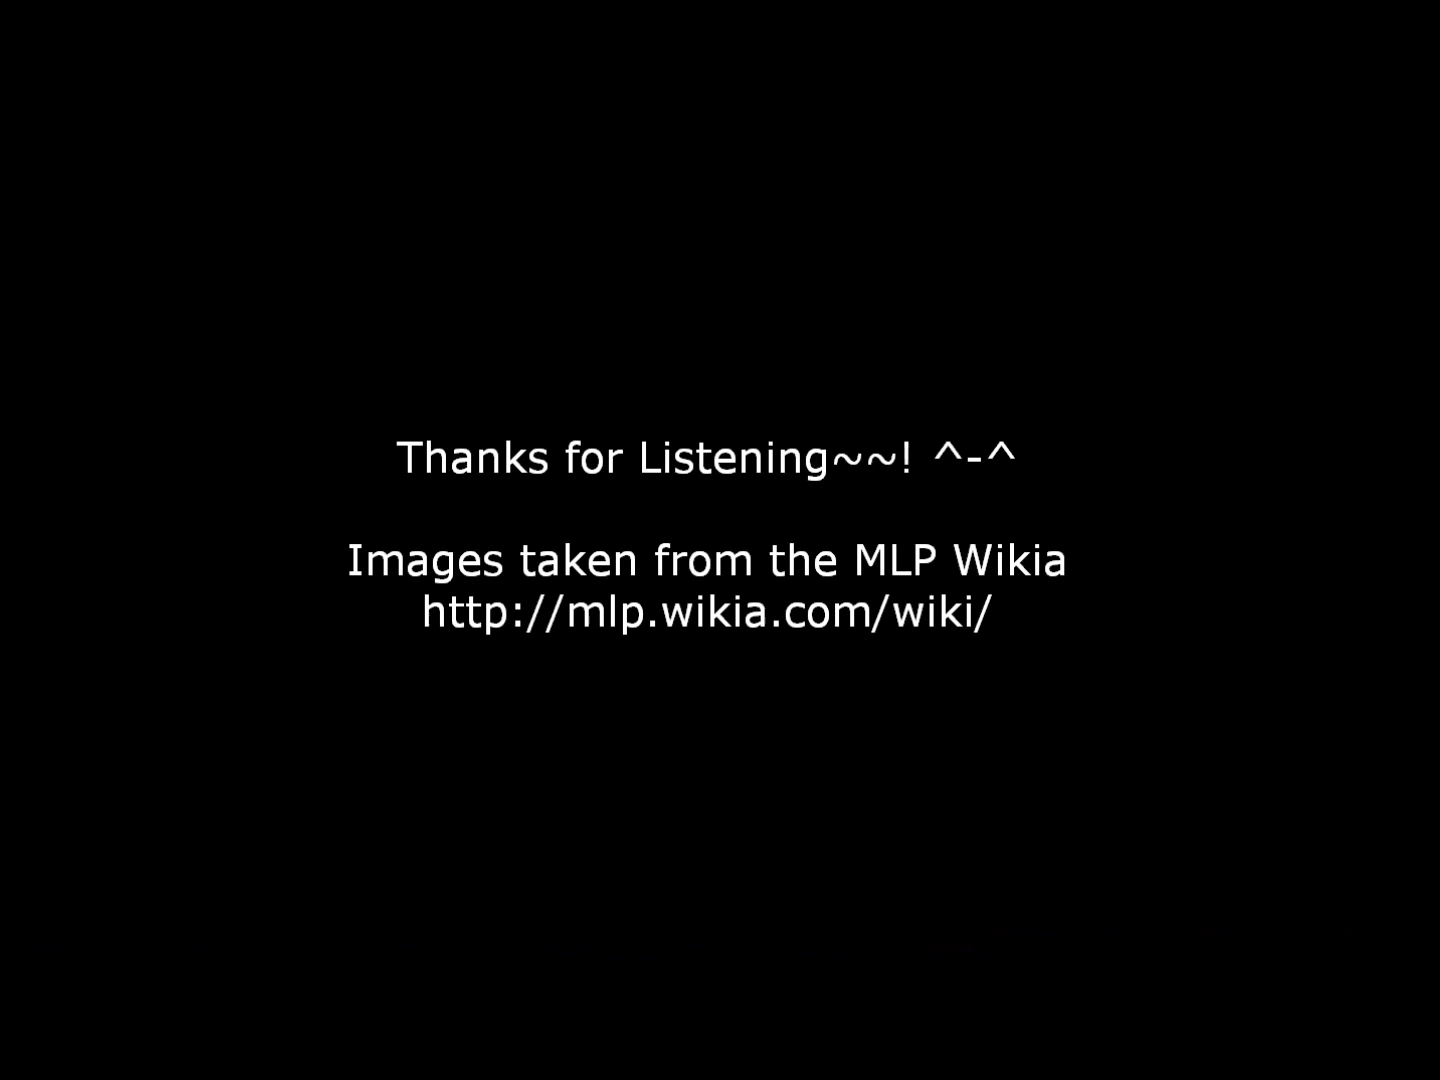 Thanks for Listening~~! ^-^
Images taken from the MLP Wikia
http://mlp.wikia.com/wiki/